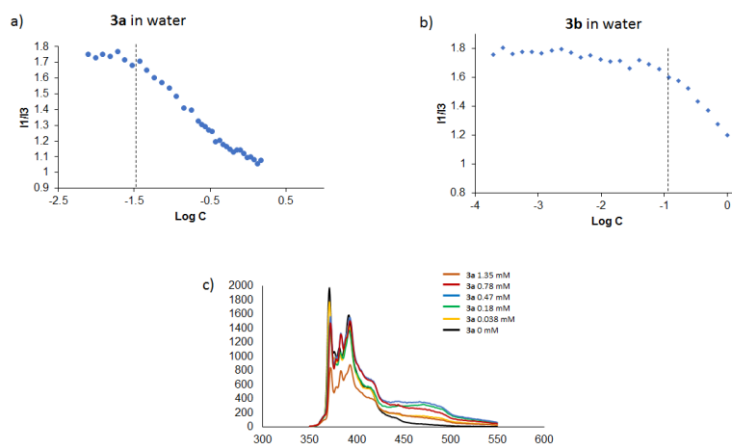 a) 3a in water
1.8
1.7
1.6
1.4
1.3
1.2
1.1
0.9
I1/I3
-2.5 -1.5 -0.5 0.5
Log C
b) 3b in water
1.8
1.6
1.4
1.2
1
0.8
I1/I3
-4 -3 -2 -1 0
Log C
c)
2000
1800
1600
1400
1200
1000
800
600
400
200
0
300 350 400 450 500 550 600
3a 1.35 mM
3a 0.78 mM
3a 0.47 mM
3a 0.18 mM
3a 0.038 mM
3a 0 mM